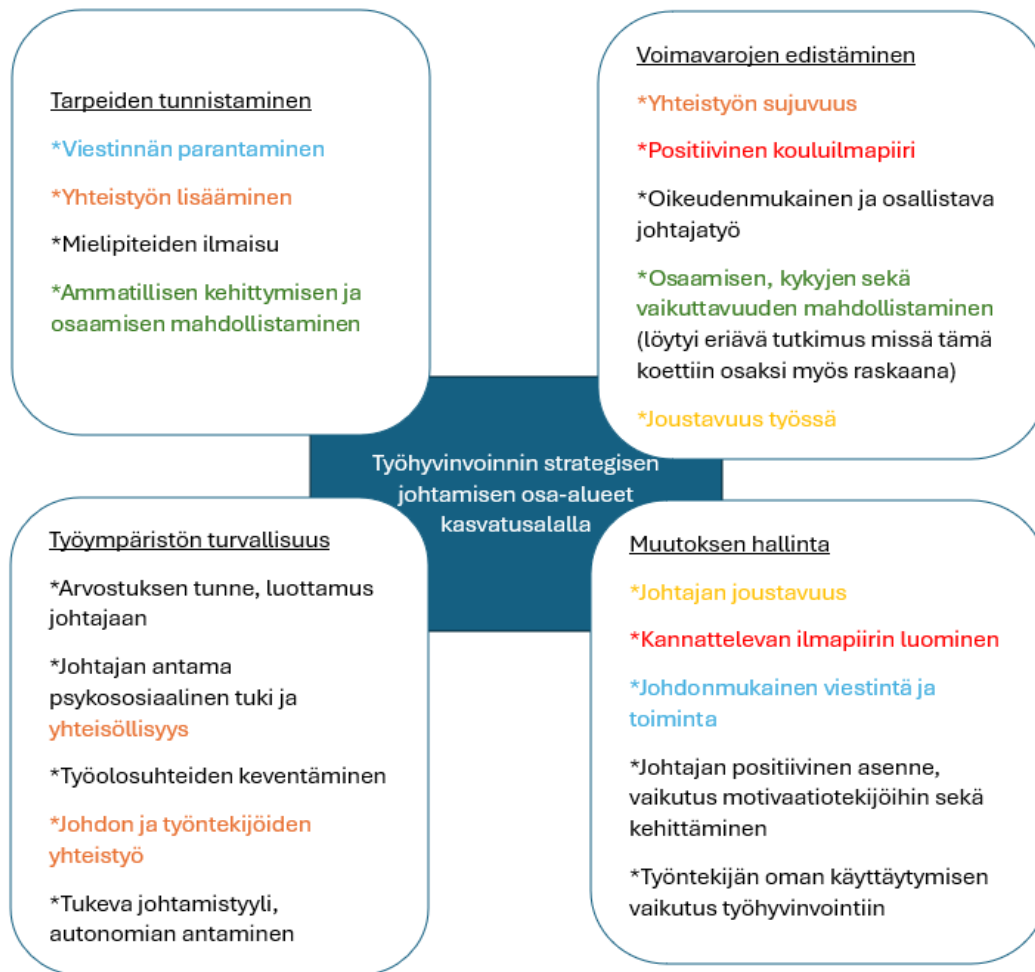 Tarpeiden tunnistaminen
*Viestinnän parantaminen
*Yhteistyön lisääminen
*Mielipiteiden ilmaisu
*Ammatillisen kehittymisen ja
osaamisen mahdollistaminen
Voimavarojen edistäminen
*Yhteistyön sujuvuus
*Positiivinen kouluilmapiiri
*Oikeudenmukainen ja osallistava
johtajatyö
*Osaamisen, kykyjen sekä
vaikuttavuuden mahdollistaminen
(löytyi eriävä tutkimus missä tämä
koettiin osaksi myös raskaana)
*Joustavuus työssä
Työhyvinvoinnin strategisen
johtamisen osa-alueet
kasvatusalalla
Työympäristön turvallisuus
*Arvostuksen tunne, luottamus
johtajaan
*Johtajan antama
psykososiaalinen tuki ja
yhteisöllisyys
*Työolosuhteiden keventäminen
*Johdon ja työntekijöiden
yhteistyö
*Tukeva johtamistyyli,
autonomian antaminen
Muutoksen hallinta
*Johtajan joustavuus
*Kannattelevan ilmapiirin luominen
*Johdonmukainen viestintä ja
toiminta
*Johtajan positiivinen asenne,
vaikutus motivaatiotekijöihin sekä
kehittäminen
*Työntekijän oman käyttäytymisen
vaikutus työhyvinvointiin